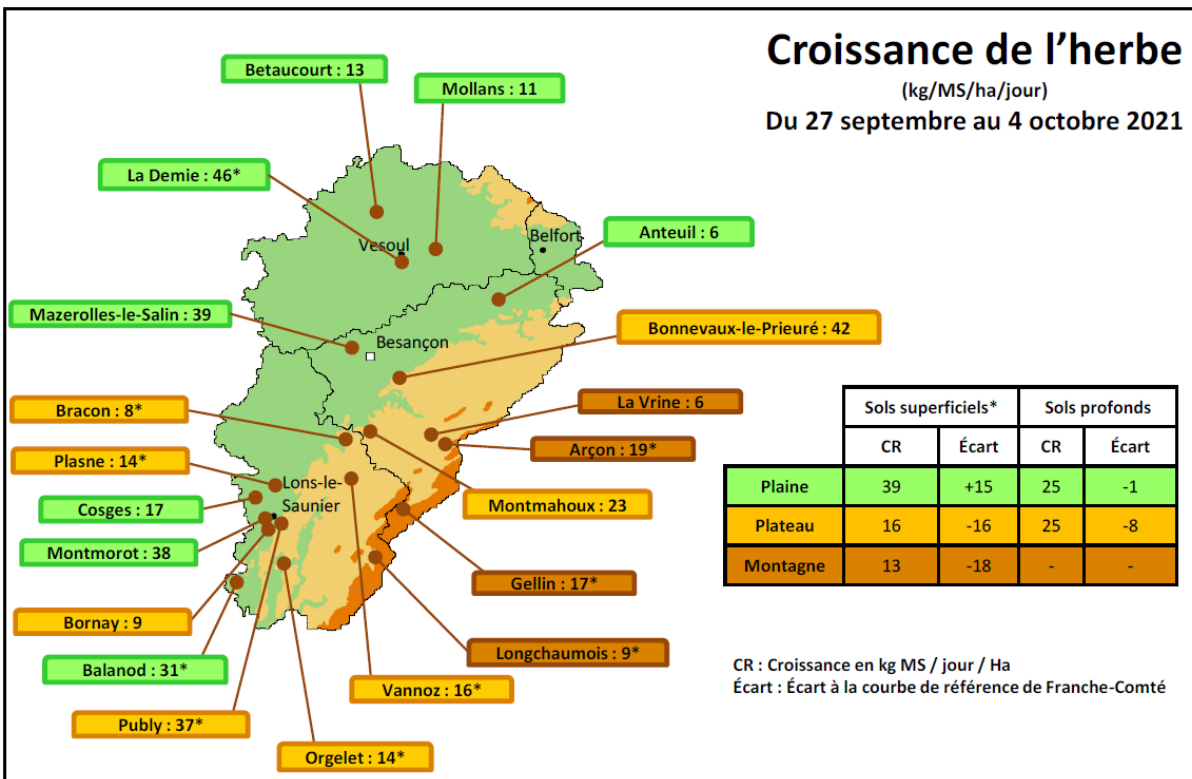 Croissance de l’herbe
(kg/MS/ha/jour)
Du 27 septembre au 4 octobre 2021
Betaucourt : 13
Mollans : 11
La Demie : 46*
Anteuil : 6
Vesoul
Belfort
Mazerolles-le-Salin : 39
Bonnevaux-le-Prieuré : 42
Besançon
Bracon : 8*
La Vrine : 6
Arçon : 19*
Plasne : 14*
Lons-le-
Saunier
Cosges : 17
Montmahoux : 23
Montmorot : 38
Gellin : 17*
Bornay : 9
Longchaumois : 9*
Balanod : 31*
Vannoz : 16*
Publy : 37*
Orgelet : 14*
Sols superficiels* Sols profonds
CR Écart CR Écart
Plaine 39 +15 25 -1
Plateau 16 -16 25 -8
Montagne 13 -18 - -
CR : Croissance en kg MS / jour / Ha
Écart : Écart à la courbe de référence de Franche-Comté